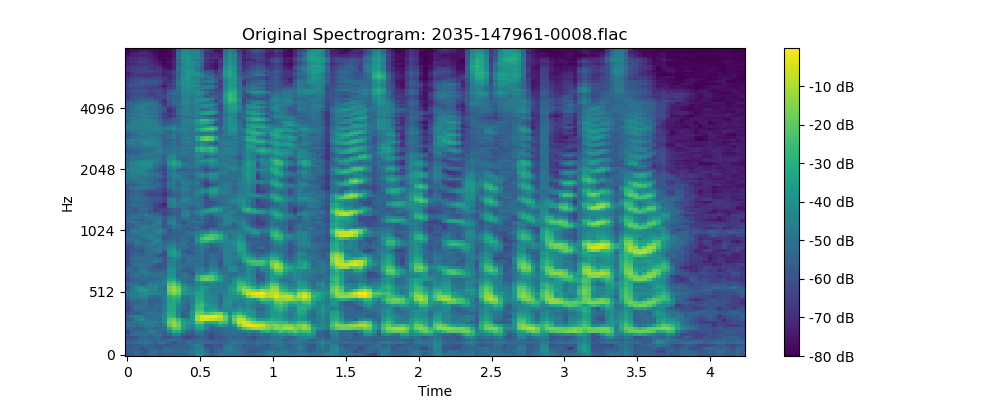 Original Spectrogram: 2035-147961-0008.flac
Hz
4096
2048
1024
512
0
0
0.5
1
1.5
2
2.5
3
3.5
4
Time
-10 dB
-20 dB
-30 dB
-40 dB
-50 dB
-60 dB
-70 dB
-80 dB